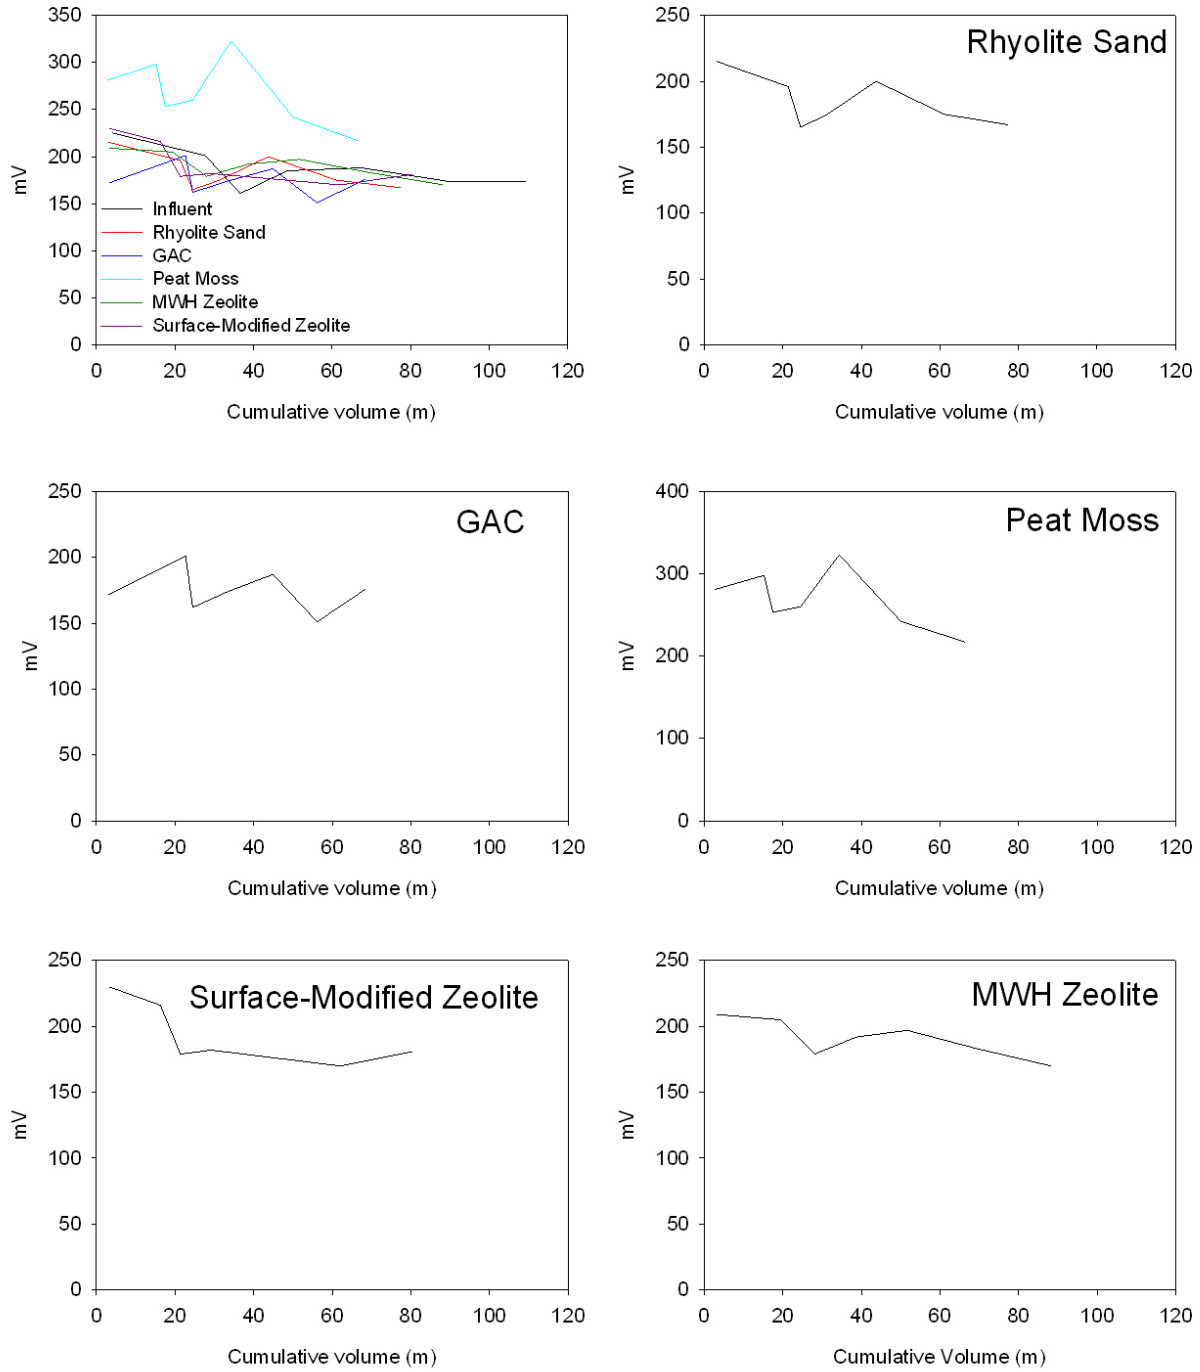 350
300
250
200
150
100
50
0
mV
Influent
Rhyolite Sand
GAC
Peat Moss
MWH Zeolite
Surface-Modified Zeolite
0 20 40 60 80 100 120
Cumulative volume (m)
Rhyolite Sand
250
200
150
100
50
0
mV
0 20 40 60 80 100 120
Cumulative volume (m)
GAC
250
200
150
100
50
0
mV
0 20 40 60 80 100 120
Cumulative volume (m)
Peat Moss
400
300
200
100
0
mV
0 20 40 60 80 100 120
Cumulative volume (m)
Surface-Modified Zeolite
250
200
150
100
50
0
mV
0 20 40 60 80 100 120
Cumulative volume (m)
MWH Zeolite
250
200
150
100
50
0
mV
0 20 40 60 80 100 120
Cumulative Volume (m)